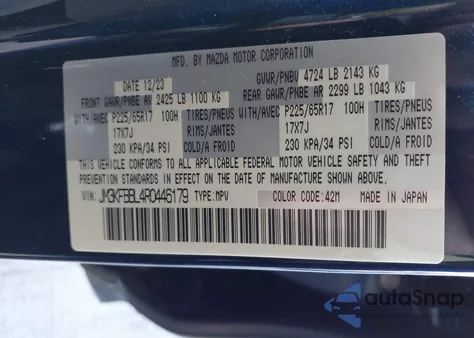 MFD. BY MAZDA MOTOR CORPORATION
DATE 12/23 GVWR/PNBV 4724 LB 2143 KG
FRONT GAWR/PNBE AV 2425 LB 1100 KG REAR GAWR/PNBE AR 2299 LB 1043 KG
WITH/AVEC P225/65R17 100H TIRES/PNEUS WITH/AVEC P225/65R17 100H TIRES/PNEUS
17X7J RIMS/JANTES 17X7J RIMS/JANTES
230 KPA/34 PSI COLD/A FROID 230 KPA/34 PSI COLD/A FROID
THIS VEHICLE CONFORMS TO ALL APPLICABLE FEDERAL MOTOR VEHICLE SAFETY, BUMPER, AND THEFT
PREVENTION STANDARDS IN EFFECT ON THE DATE OF MANUFACTURE SHOWN ABOVE.
VIN: JM3KFBBL4R0446179 TYPE: MPV COLOR CODE: 42M MADE IN JAPAN
autoSnap